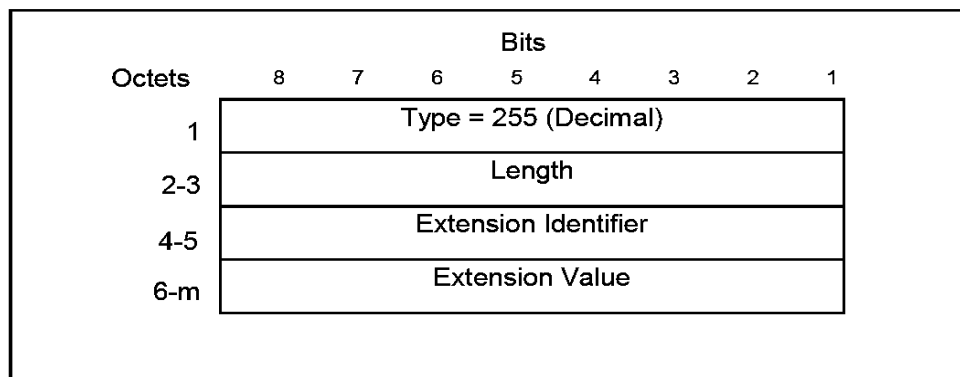 Bits
Octets 8 7 6 5 4 3 2 1
1 Type = 255 (Decimal)
2-3 Length
4-5 Extension Identifier
6-m Extension Value